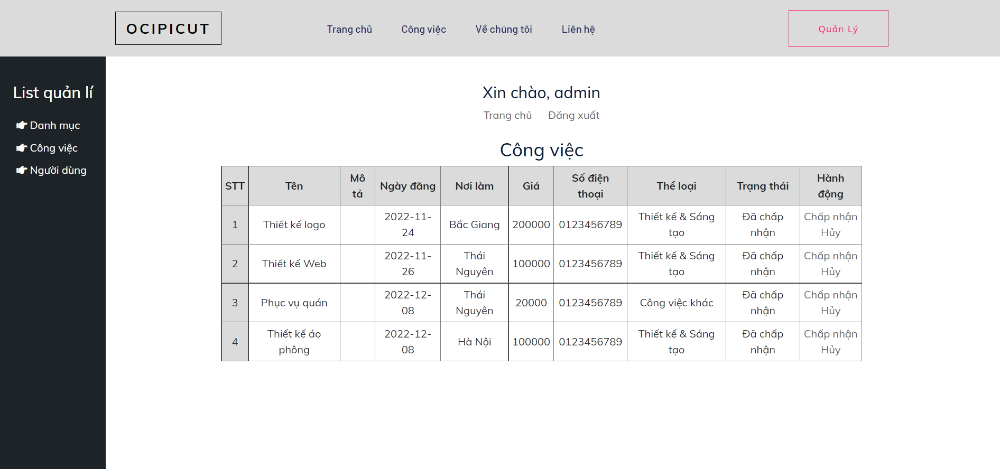 OCIPICUT
Trang chủ
Công việc
Về chúng tôi
Liên hệ
Quản Lý
List quản lí
Danh mục
Công việc
Người dùng
Xin chào, admin
Trang chủ Đăng xuất
Công việc
STT
Tên
Mô
tả
Ngày đăng
Nơi làm
Giá
Số điện
thoại
Thể loại
Trạng thái
Hành
động
1
Thiết kế logo
2022-11-
24
Bắc Giang
200000
0123456789
Thiết kế & Sáng
tạo
Đã chấp
nhận
Chấp nhận
Hủy
2
Thiết kế Web
2022-11-
26
Thái
Nguyên
100000
0123456789
Thiết kế & Sáng
tạo
Đã chấp
nhận
Chấp nhận
Hủy
3
Phục vụ quán
2022-12-
08
Thái
Nguyên
20000
0123456789
Công việc khác
Đã chấp
nhận
Chấp nhận
Hủy
4
Thiết kế áo
phông
2022-12-
08
Hà Nội
100000
0123456789
Thiết kế & Sáng
tạo
Đã chấp
nhận
Chấp nhận
Hủy